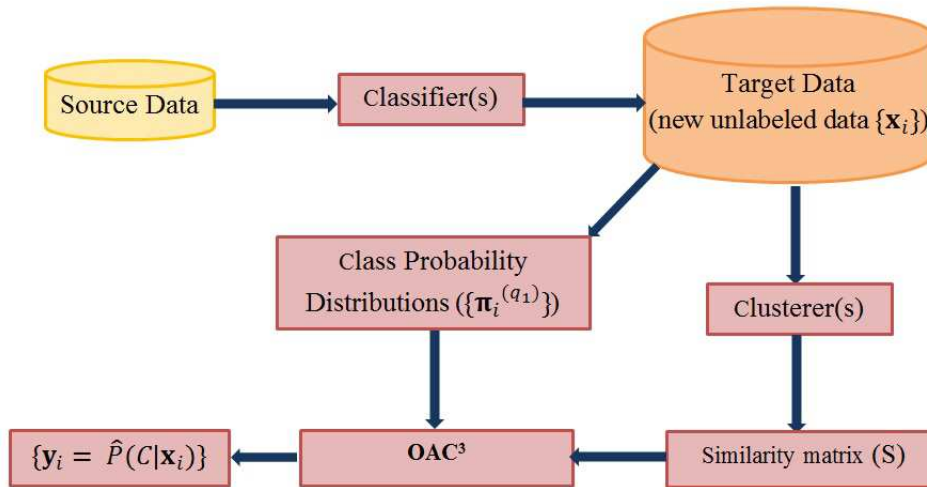 Source Data
Classifier(s)
Target Data
(new unlabeled data {𝐱ᵢ})
Class Probability
Distributions ({𝛑ᵢ^(q₁)})
Clusterer(s)
{𝐲ᵢ = P̂(C|𝐱ᵢ)}
OAC³
Similarity matrix (S)